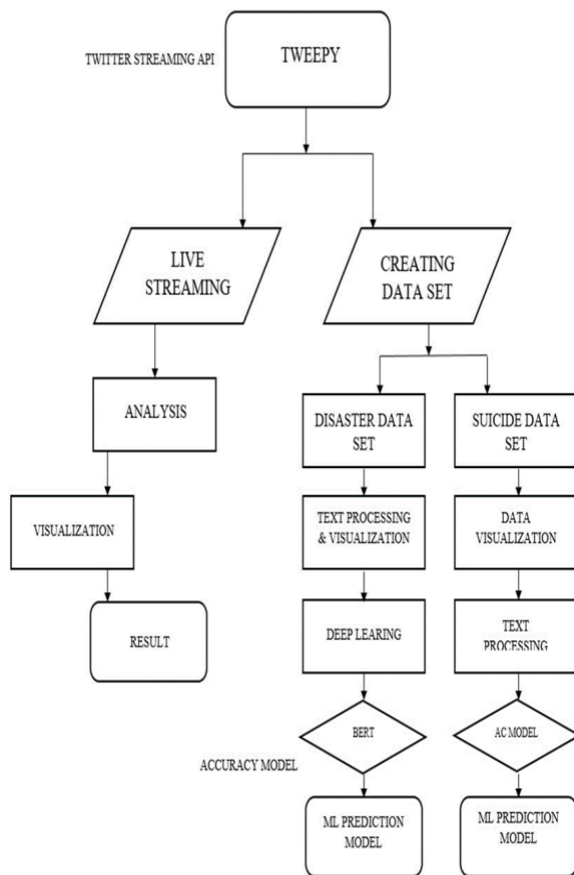 TWITTER STREAMING API
TWEEPY
LIVE
STREAMING
CREATING
DATA SET
ANALYSIS
DISASTER DATA
SET
SUICIDE DATA
SET
VISUALIZATION
TEXT PROCESSING
& VISUALIZATION
DATA
VISUALIZATION
RESULT
DEEP LEARING
TEXT
PROCESSING
BERT
AC MODEL
ACCURACY MODEL
ML PREDICTION
MODEL
ML PREDICTION
MODEL